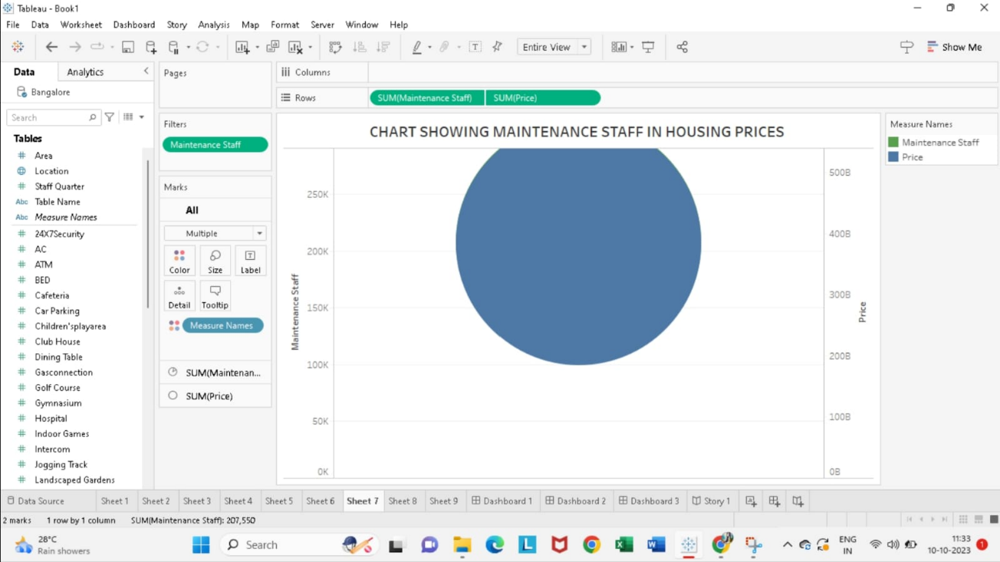 Tableau - Book1
File Data Worksheet Dashboard Story Analysis Map Format Server Window Help
Entire View
Show Me
Data Analytics
Bangalore
Search
Tables
Area
Location
Staff Quarter
Abc Table Name
Abc Measure Names
24X7Security
AC
ATM
BED
Cafeteria
Car Parking
Children'splayarea
Club House
Dining Table
Gasconnection
Golf Course
Gymnasium
Hospital
Indoor Games
Intercom
Jogging Track
Landscaped Gardens
Pages
Filters
Maintenance Staff
Marks
All
Multiple
Color Size Label
Detail Tooltip
Measure Names
SUM(Maintenan...
SUM(Price)
Columns
Rows SUM(Maintenance Staff) SUM(Price)
CHART SHOWING MAINTENANCE STAFF IN HOUSING PRICES
Maintenance Staff
250K
200K
150K
100K
50K
0K
500B
400B
300B
200B
100B
0B
Price
Measure Names
Maintenance Staff
Price
Data Source Sheet 1 Sheet 2 Sheet 3 Sheet 4 Sheet 5 Sheet 6 Sheet 7 Sheet 8 Sheet 9 Dashboard 1 Dashboard 2 Dashboard 3 Story 1
2 marks 1 row by 1 column SUM(Maintenance Staff): 207,550
28°C
Rain showers
Search
ENG
IN
11:33
10-10-2023
1